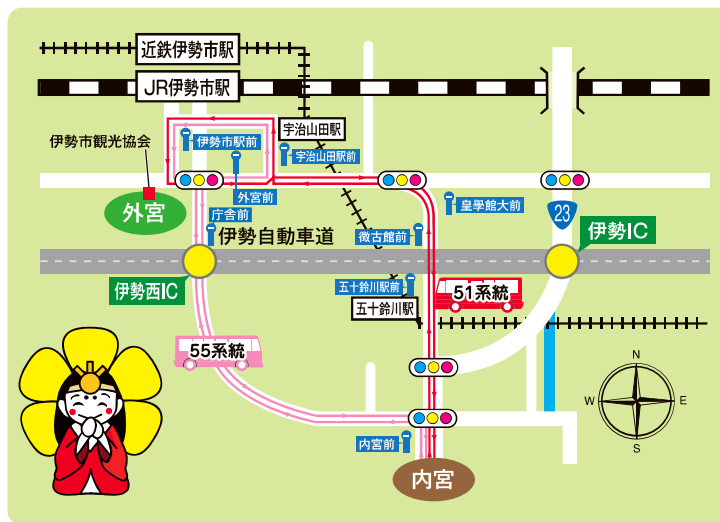 近鉄伊勢市駅
JR伊勢市駅
伊勢市観光協会
伊勢市駅前
宇治山田駅
宇治山田駅前
外宮前
外宮
庁舎前
皇學館大前
23
伊勢自動車道
徴古館前
伊勢IC
伊勢西IC
五十鈴川駅前
51系統
五十鈴川駅
55系統
内宮前
内宮
N
W
E
S